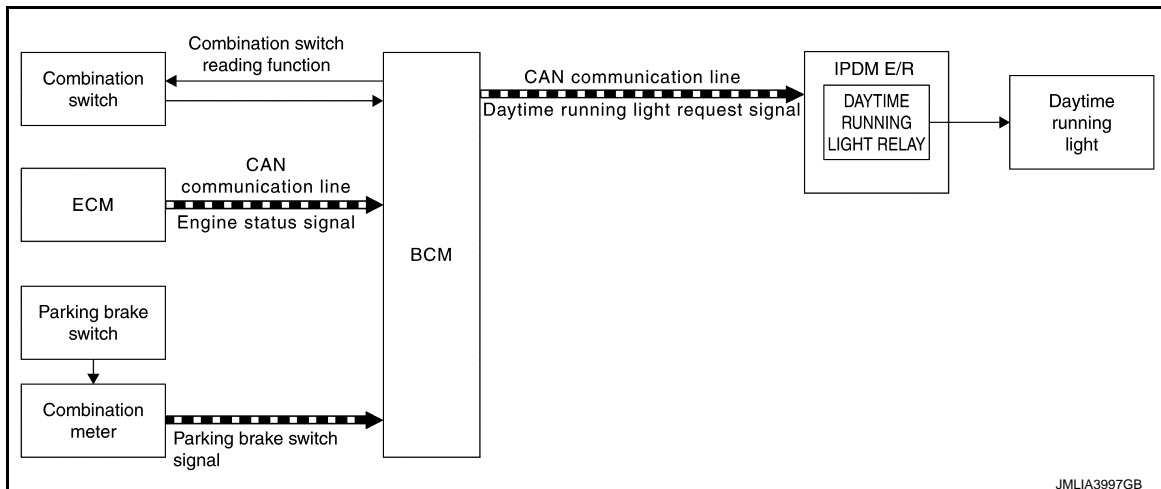 Combination switch
reading function
Combination
switch
CAN communication line
Daytime running light request signal
IPDM E/R
DAYTIME
RUNNING
LIGHT RELAY
Daytime
running
light
CAN
communication line
ECM
Engine status signal
BCM
Parking brake
switch
Combination
meter
Parking brake switch
signal
JMLIA3997GB